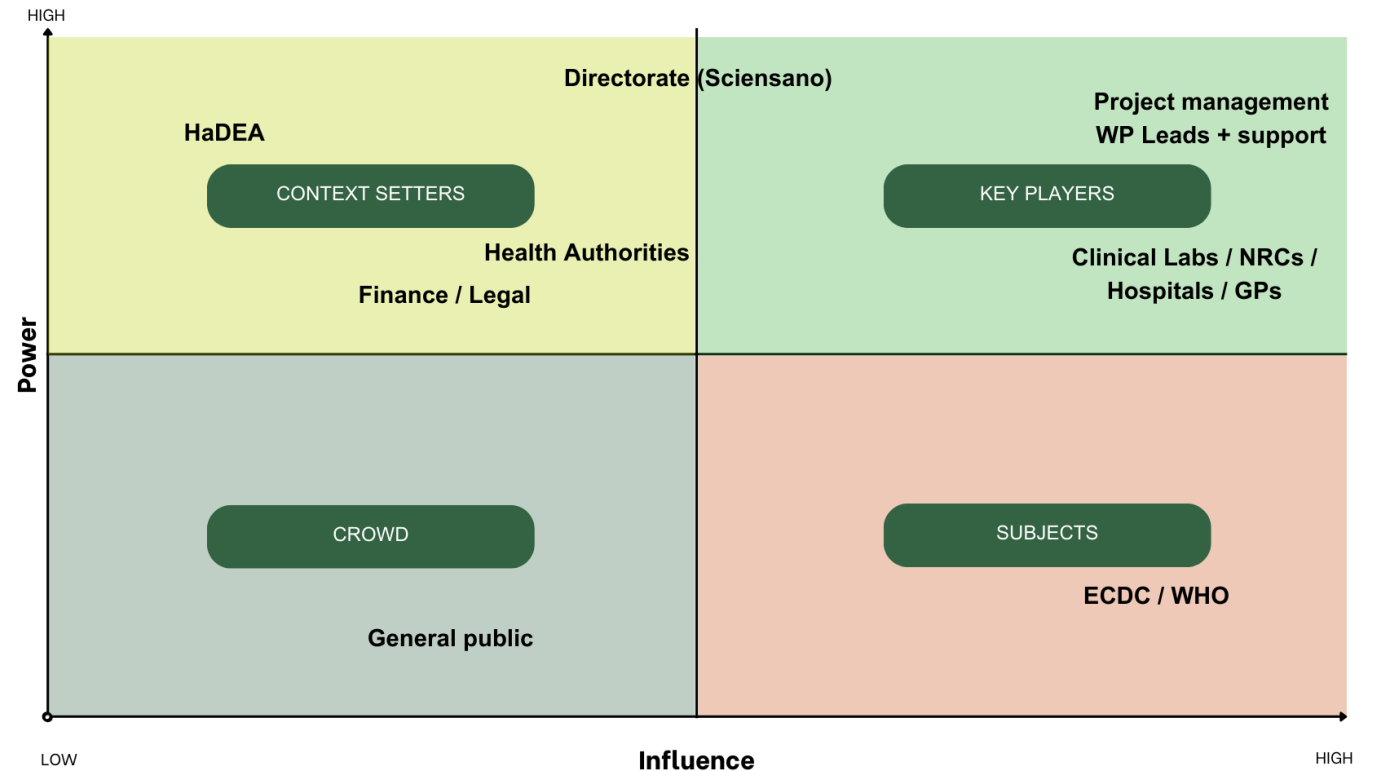 HIGH
Directorate (Sciensano)
Project management
WP Leads + support
HaDEA
CONTEXT SETTERS
KEY PLAYERS
Health Authorities
Clinical Labs / NRCs /
Hospitals / GPs
Finance / Legal
Power
CROWD
SUBJECTS
ECDC / WHO
General public
LOW
Influence
HIGH